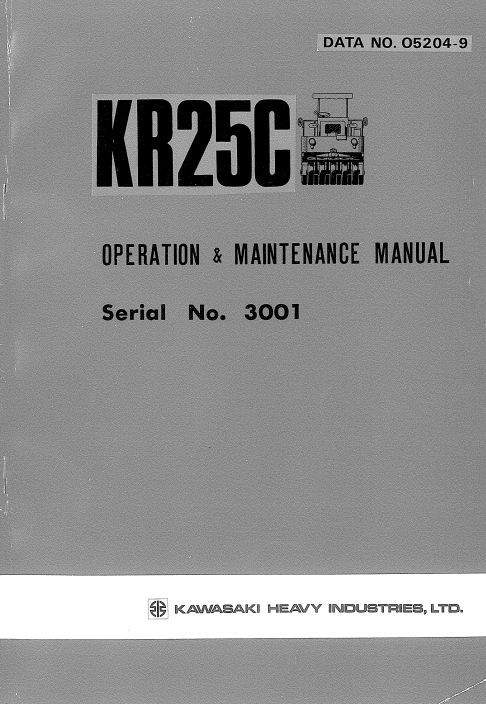 DATA NO. 05204-9
KR25C
OPERATION & MAINTENANCE MANUAL
Serial No. 3001
KAWASAKI HEAVY INDUSTRIES, LTD.